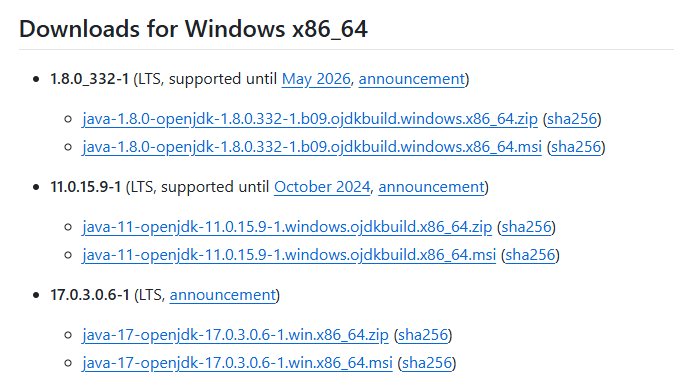 Downloads for Windows x86_64
1.8.0_332-1 (LTS, supported until May 2026, announcement)
java-1.8.0-openjdk-1.8.0.332-1.b09.ojdkbuild.windows.x86_64.zip (sha256)
java-1.8.0-openjdk-1.8.0.332-1.b09.ojdkbuild.windows.x86_64.msi (sha256)
11.0.15.9-1 (LTS, supported until October 2024, announcement)
java-11-openjdk-11.0.15.9-1.windows.ojdkbuild.x86_64.zip (sha256)
java-11-openjdk-11.0.15.9-1.windows.ojdkbuild.x86_64.msi (sha256)
17.0.3.0.6-1 (LTS, announcement)
java-17-openjdk-17.0.3.0.6-1.win.x86_64.zip (sha256)
java-17-openjdk-17.0.3.0.6-1.win.x86_64.msi (sha256)